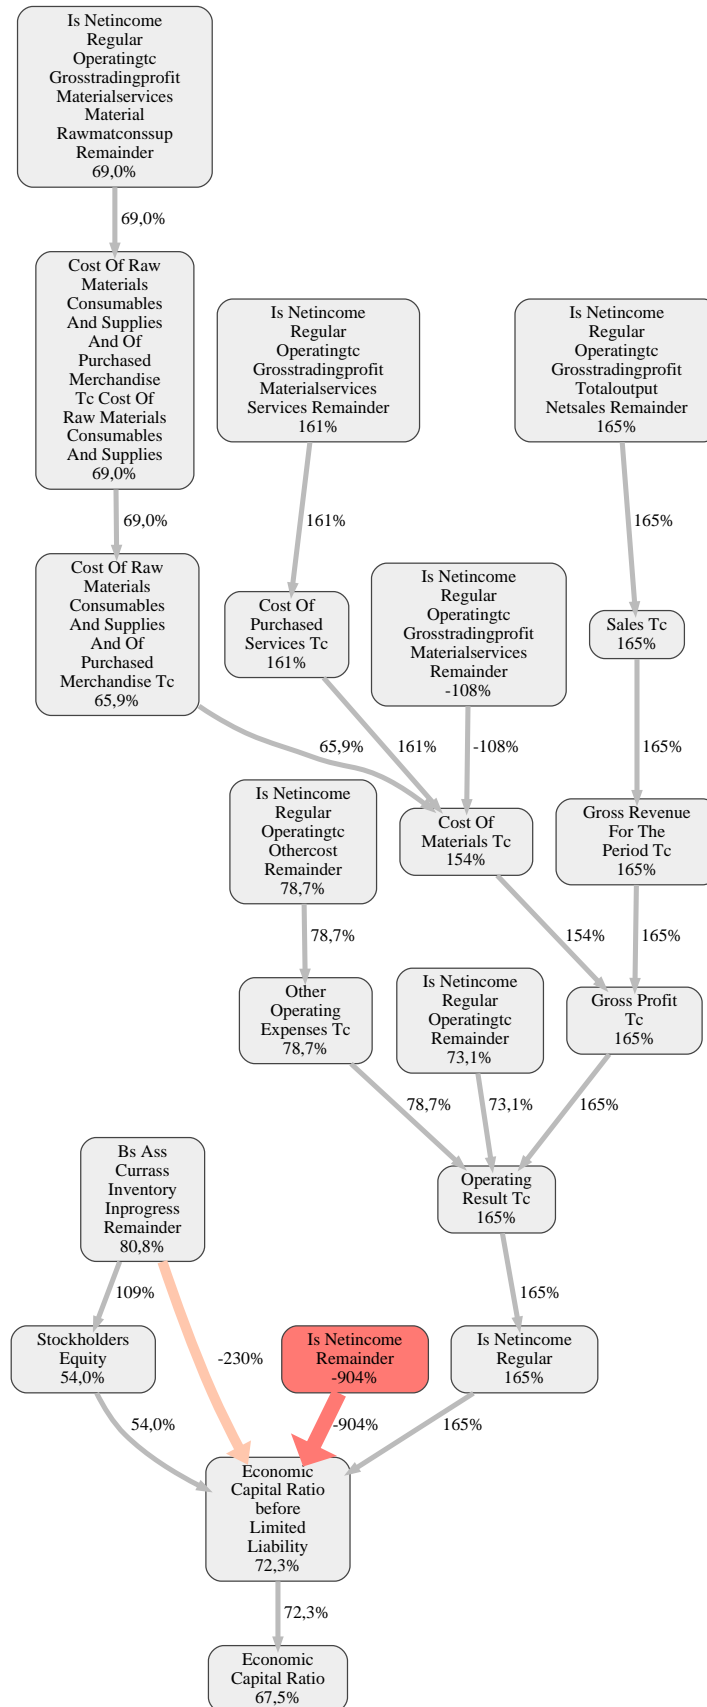 Is Netincome
Regular
Operatingtc
Grosstradingprofit
Materialservices
Material
Rawmatconssup
Remainder
69,0%
69,0%
Cost Of Raw
Materials
Consumables
And Supplies
And Of
Purchased
Merchandise
Tc Cost Of
Raw Materials
Consumables
And Supplies
69,0%
Is Netincome
Regular
Operatingtc
Grosstradingprofit
Materialservices
Services Remainder
161%
Is Netincome
Regular
Operatingtc
Grosstradingprofit
Totaloutput
Netsales Remainder
165%
69,0%
161%
165%
Cost Of Raw
Materials
Consumables
And Supplies
And Of
Purchased
Merchandise Tc
65,9%
Cost Of
Purchased
Services Tc
161%
Is Netincome
Regular
Operatingtc
Grosstradingprofit
Materialservices
Remainder
-108%
Sales Tc
165%
65,9%
161%
-108%
165%
Is Netincome
Regular
Operatingtc
Othercost
Remainder
78,7%
Cost Of
Materials Tc
154%
Gross Revenue
For The
Period Tc
165%
78,7%
154%
165%
Other
Operating
Expenses Tc
78,7%
Is Netincome
Regular
Operatingtc
Remainder
73,1%
Gross Profit
Tc
165%
78,7%
73,1%
165%
Bs Ass
Currass
Inventory
Inprogress
Remainder
80,8%
Operating
Result Tc
165%
109%
-230%
165%
Stockholders
Equity
54,0%
Is Netincome
Remainder
-904%
Is Netincome
Regular
165%
54,0%
-904%
165%
Economic
Capital Ratio
before
Limited
Liability
72,3%
72,3%
Economic
Capital Ratio
67,5%